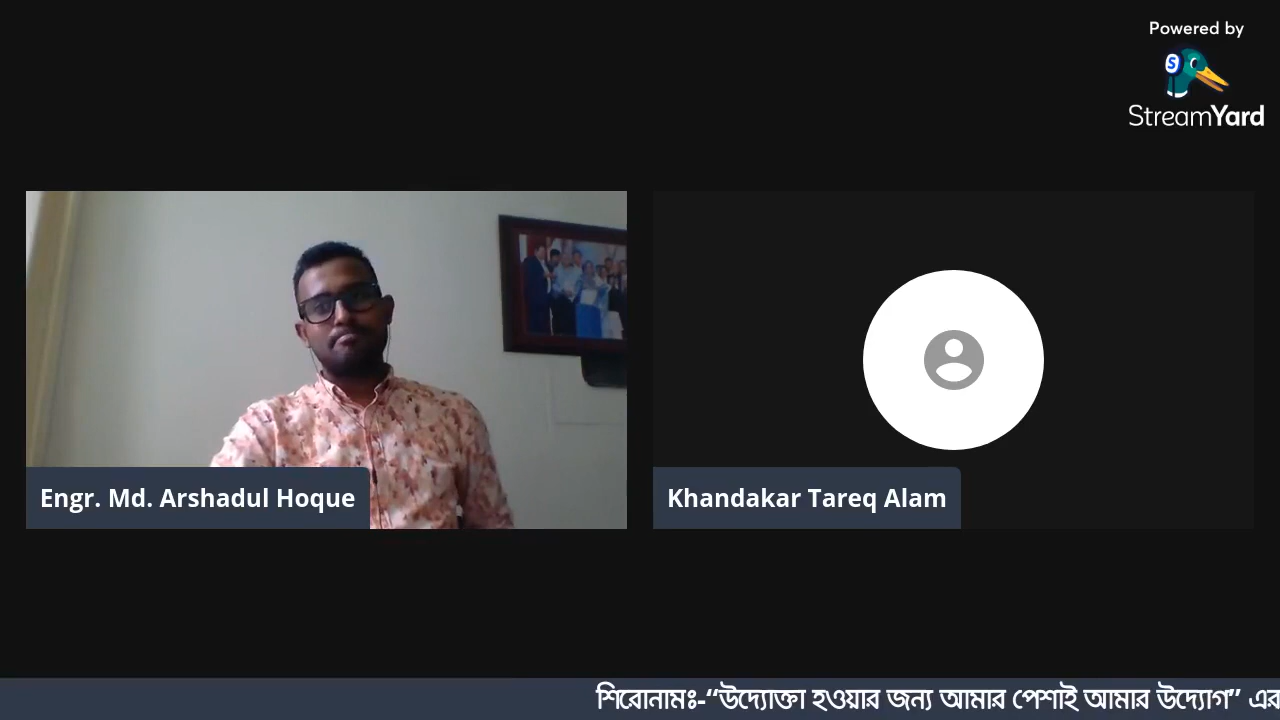 Powered by
S
StreamYard
Engr. Md. Arshadul Hoque
Khandakar Tareq Alam
শিরোনামঃ-“উদ্যোক্তা হওয়ার জন্য আমার পেশাই আমার উদ্যোগ” এর